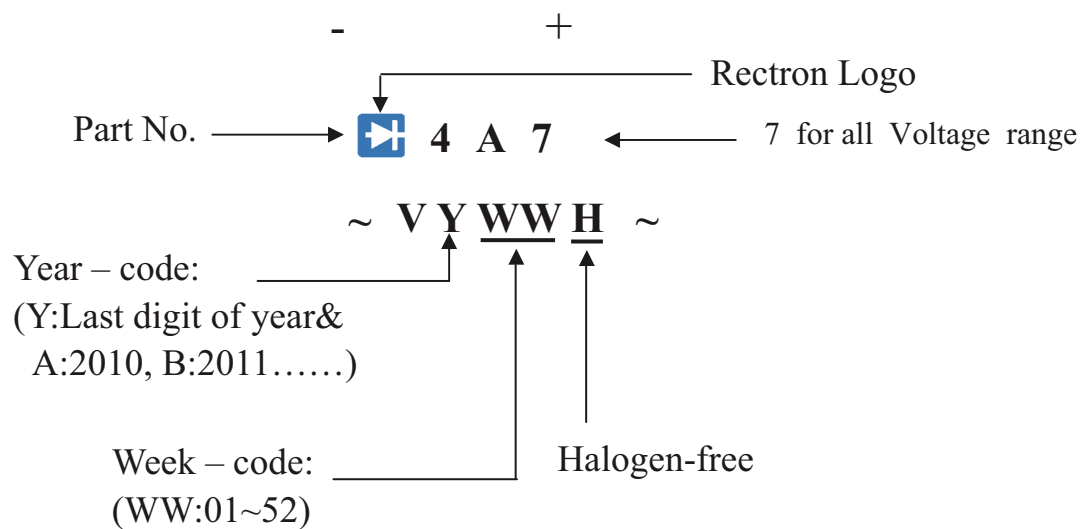 - +
Rectron Logo
Part No. 4 A 7 7 for all Voltage range
~ V Y WW H ~
Year – code:
(Y:Last digit of year&
A:2010, B:2011……)
Week – code:
(WW:01~52)
Halogen-free